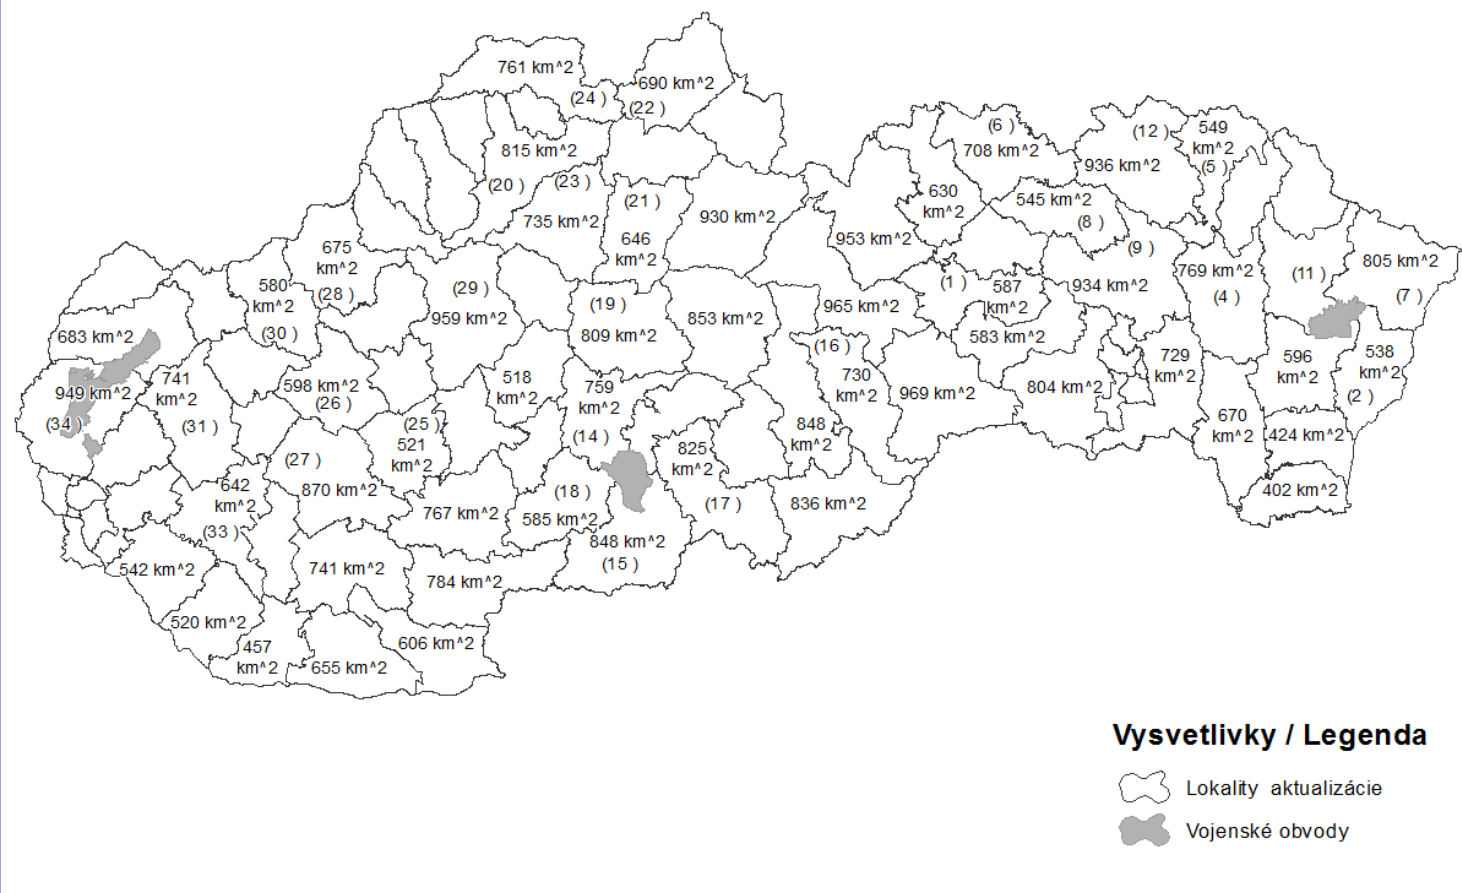 761 km^2
690 km^2
(24 )
(22 )
815 km^2
(20 )
(23 )
735 km^2
(21 )
646
km^2
930 km^2
(6 )
708 km^2
(12 )
936 km^2
549
km^2
(5 )
630
km^2
545 km^2
(8 )
953 km^2
(9 )
934 km^2
769 km^2
(4 )
(11 )
805 km^2
(7 )
675
km^2
(28 )
580
km^2
(30 )
(29 )
959 km^2
(19 )
809 km^2
853 km^2
965 km^2
(1 )
587
km^2
583 km^2
683 km^2
949 km^2
(34 )
741
km^2
(31 )
598 km^2
(26 )
518
km^2
759
km^2
(14 )
(16 )
730
km^2
969 km^2
804 km^2
729
km^2
596
km^2
538
km^2
(2 )
(25 )
521
km^2
848
km^2
825
km^2
(17 )
670
km^2
424 km^2
402 km^2
(27 )
870 km^2
642
km^2
(33 )
767 km^2
(18 )
585 km^2
836 km^2
848 km^2
(15 )
542 km^2
741 km^2
784 km^2
520 km^2
457
km^2
655 km^2
606 km^2
Vysvetlivky / Legenda
Lokality aktualizácie
Vojenské obvody